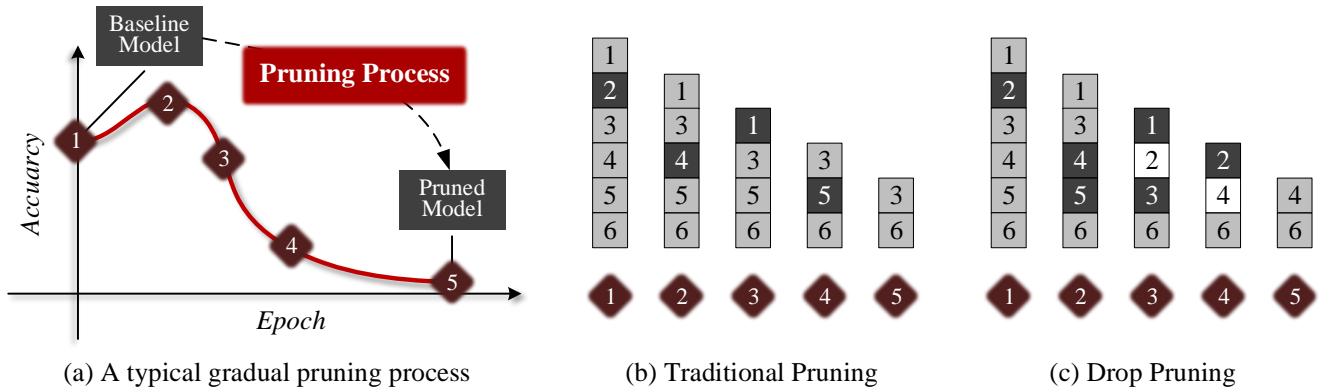 Baseline
Model
Pruning Process
1
2
3
4
5
Pruned
Model
Accuarcy
Epoch
(a) A typical gradual pruning process
1
2 1
3 3 1
4 4 3 3
5 5 5 5 3
6 6 6 6 6
1 2 3 4 5
(b) Traditional Pruning
1
2 1
3 3 1
4 4 2 2
5 5 3 4 4
6 6 6 6 6
1 2 3 4 5
(c) Drop Pruning